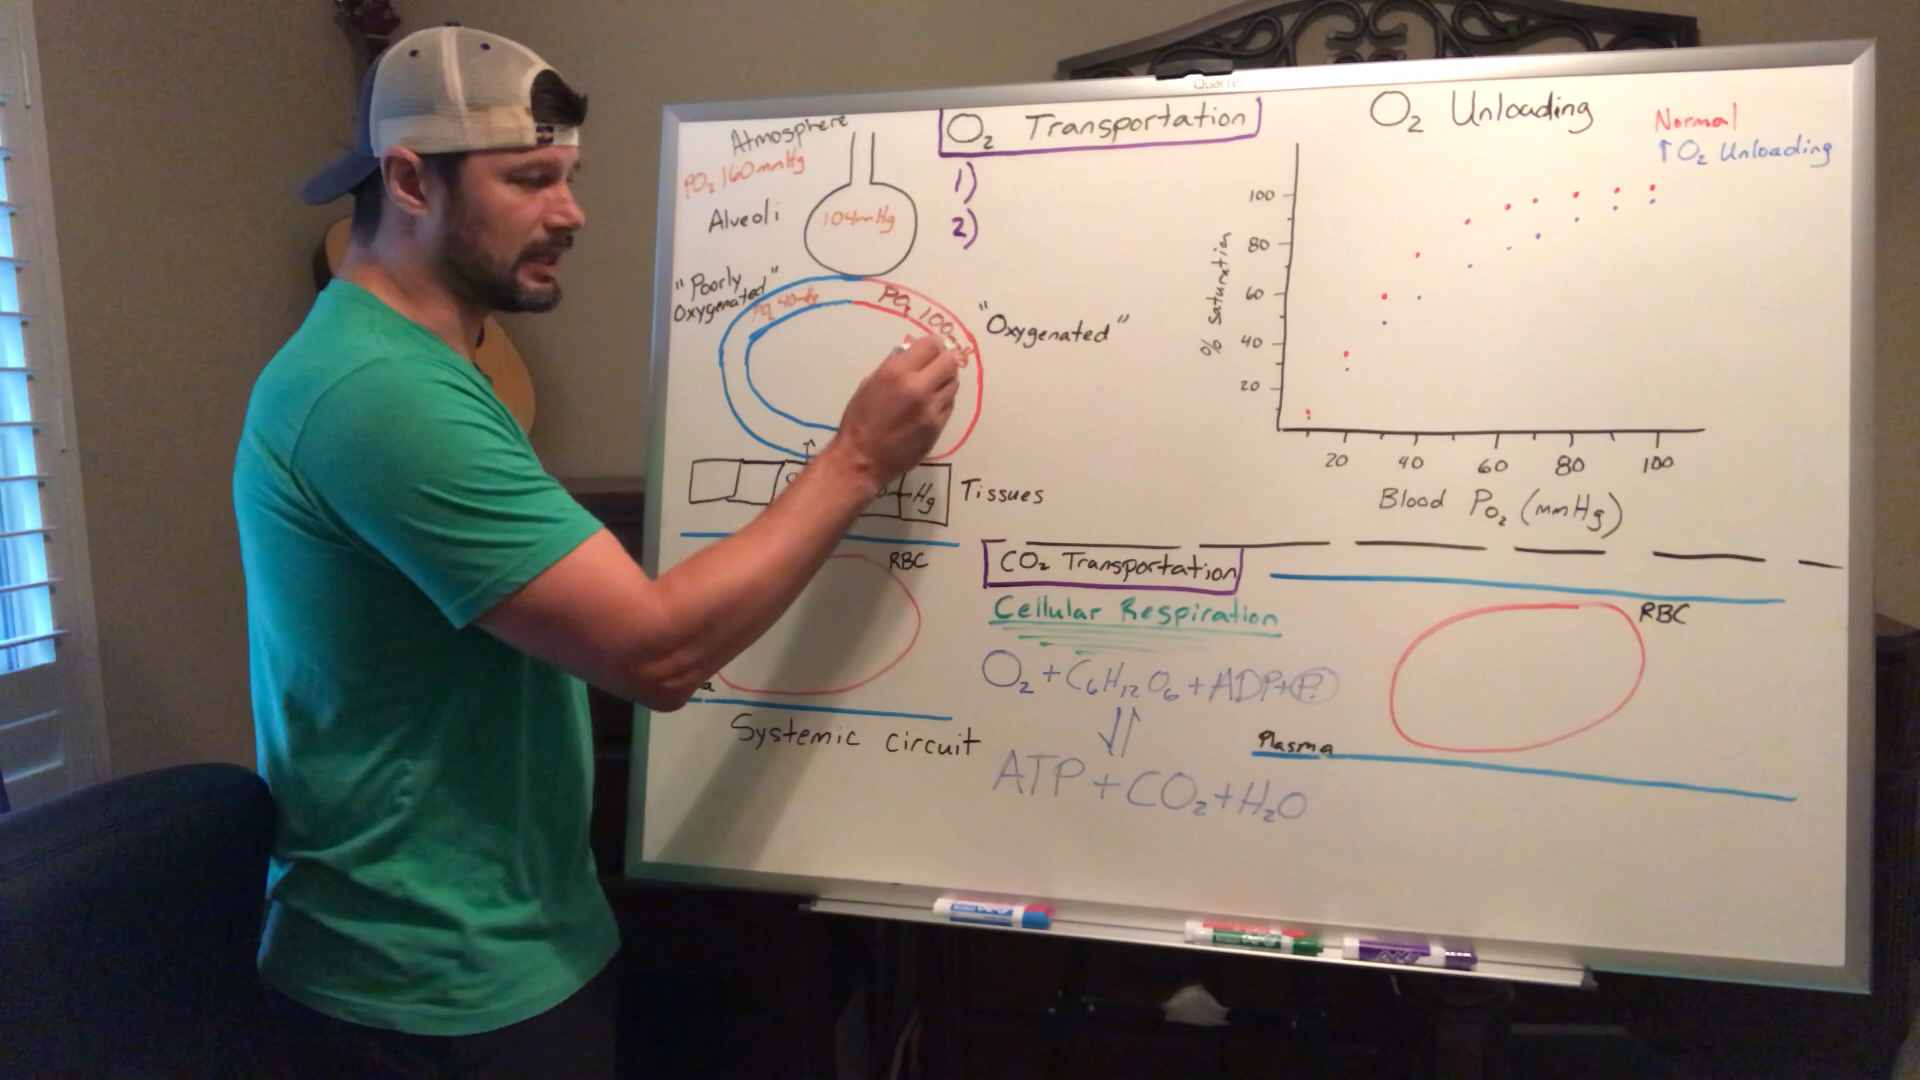 Atmosphere
PO₂ 160mmHg
Alveoli
104mmHg
"Poorly
Oxygenated"
PO₂ 40mmHg
PO₂ 100
"Oxygenated"
Hg
Tissues
O₂ Transportation
1)
2)
O₂ Unloading
Normal
↑ O₂ Unloading
% saturation
100
80
60
40
20
20 40 60 80 100
Blood PO₂ (mmHg)
RBC
Systemic circuit
CO₂ Transportation
Cellular Respiration
O₂ + C₆H₁₂O₆ + ADP +
ATP + CO₂ + H₂O
RBC
Plasma